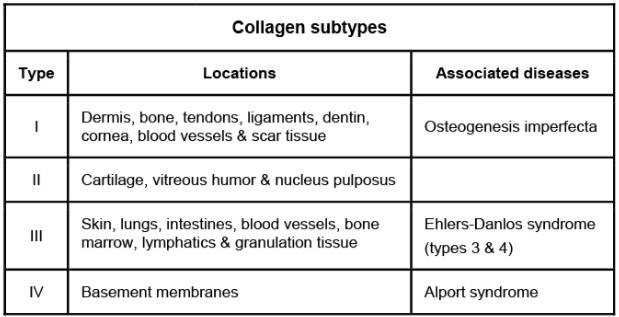 Collagen subtypes
Type Locations Associated diseases
I Dermis, bone, tendons, ligaments, dentin, cornea, blood vessels & scar tissue Osteogenesis imperfecta
II Cartilage, vitreous humor & nucleus pulposus
III Skin, lungs, intestines, blood vessels, bone marrow, lymphatics & granulation tissue Ehlers-Danlos syndrome (types 3 & 4)
IV Basement membranes Alport syndrome